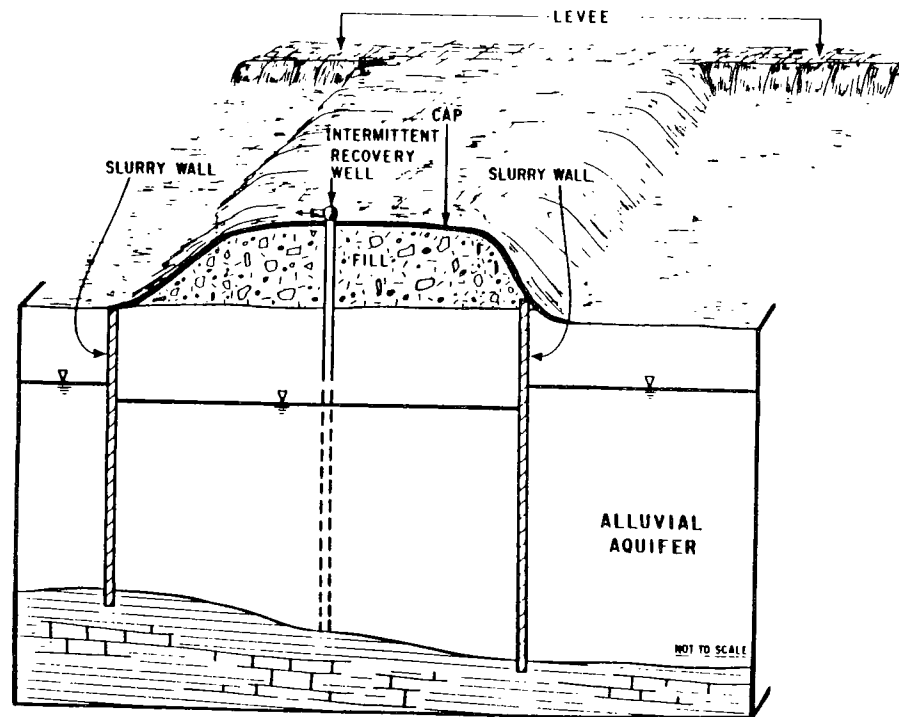 LEVEE
CAP
INTERMITTENT
RECOVERY
WELL
SLURRY WALL
SLURRY WALL
FILL
ALLUVIAL
AQUIFER
NOT TO SCALE